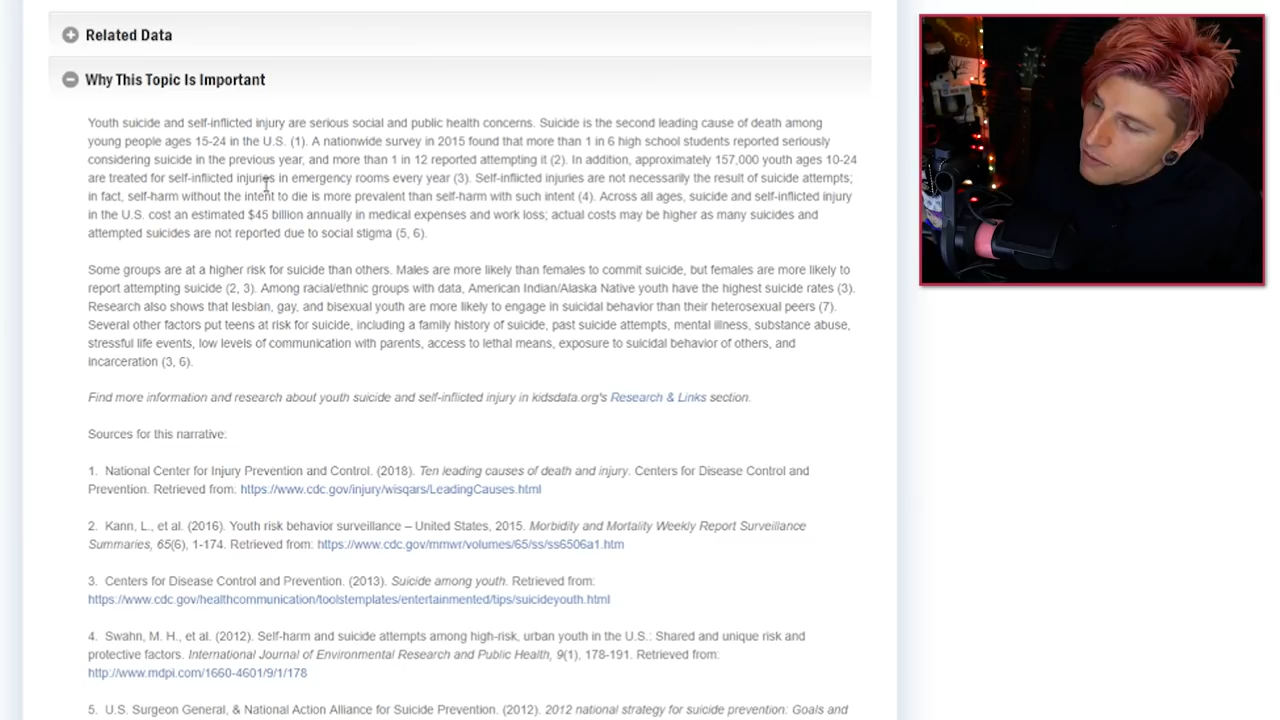 Related Data
Why This Topic Is Important
Youth suicide and self-inflicted injury are serious social and public health concerns. Suicide is the second leading cause of death among
young people ages 15-24 in the U.S. (1). A nationwide survey in 2015 found that more than 1 in 6 high school students reported seriously
considering suicide in the previous year, and more than 1 in 12 reported attempting it (2). In addition, approximately 157,000 youth ages 10-24
are treated for self-inflicted injuries in emergency rooms every year (3). Self-inflicted injuries are not necessarily the result of suicide attempts;
in fact, self-harm without the intent to die is more prevalent than self-harm with such intent (4). Across all ages, suicide and self-inflicted injury
in the U.S. cost an estimated $45 billion annually in medical expenses and work loss; actual costs may be higher as many suicides and
attempted suicides are not reported due to social stigma (5, 6).
Some groups are at a higher risk for suicide than others. Males are more likely than females to commit suicide, but females are more likely to
report attempting suicide (2, 3). Among racial/ethnic groups with data, American Indian/Alaska Native youth have the highest suicide rates (3).
Research also shows that lesbian, gay, and bisexual youth are more likely to engage in suicidal behavior than their heterosexual peers (7).
Several other factors put teens at risk for suicide, including a family history of suicide, past suicide attempts, mental illness, substance abuse,
stressful life events, low levels of communication with parents, access to lethal means, exposure to suicidal behavior of others, and
incarceration (3, 6).
Find more information and research about youth suicide and self-inflicted injury in kidsdata.org's Research & Links section.
Sources for this narrative:
1. National Center for Injury Prevention and Control. (2018). Ten leading causes of death and injury. Centers for Disease Control and
Prevention. Retrieved from: https://www.cdc.gov/injury/wisqars/LeadingCauses.html
2. Kann, L., et al. (2016). Youth risk behavior surveillance – United States, 2015. Morbidity and Mortality Weekly Report Surveillance
Summaries, 65(6), 1-174. Retrieved from: https://www.cdc.gov/mmwr/volumes/65/ss/ss6506a1.htm
3. Centers for Disease Control and Prevention. (2013). Suicide among youth. Retrieved from:
https://www.cdc.gov/healthcommunication/toolstemplates/entertainmented/tips/suicideyouth.html
4. Swahn, M. H., et al. (2012). Self-harm and suicide attempts among high-risk, urban youth in the U.S.: Shared and unique risk and
protective factors. International Journal of Environmental Research and Public Health, 9(1), 178-191. Retrieved from:
http://www.mdpi.com/1660-4601/9/1/178
5. U.S. Surgeon General, & National Action Alliance for Suicide Prevention. (2012). 2012 national strategy for suicide prevention: Goals and